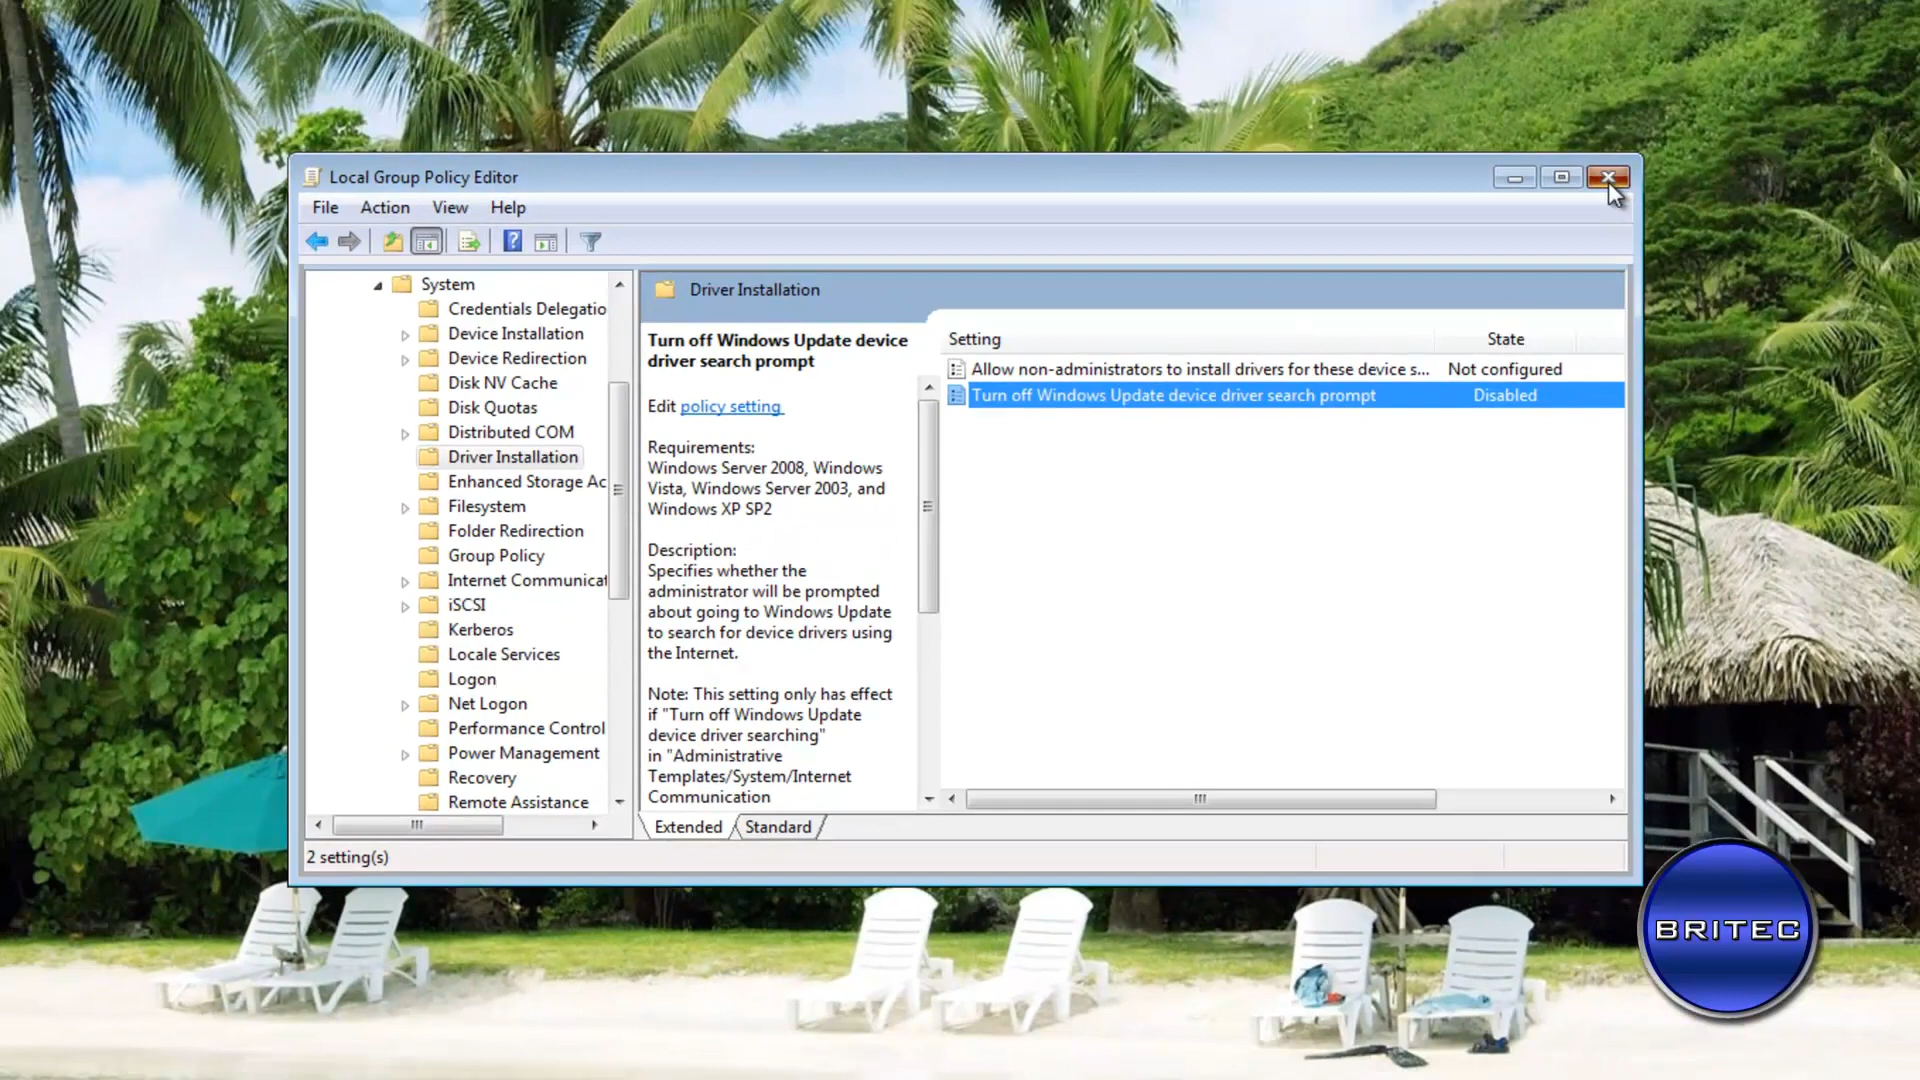 Local Group Policy Editor
File Action View Help
System
Credentials Delegatio
Device Installation
Device Redirection
Disk NV Cache
Disk Quotas
Distributed COM
Driver Installation
Enhanced Storage Ac
Filesystem
Folder Redirection
Group Policy
Internet Communicat
iSCSI
Kerberos
Locale Services
Logon
Net Logon
Performance Control
Power Management
Recovery
Remote Assistance
Driver Installation
Turn off Windows Update device
driver search prompt
Edit policy setting
Requirements:
Windows Server 2008, Windows
Vista, Windows Server 2003, and
Windows XP SP2
Description:
Specifies whether the
administrator will be prompted
about going to Windows Update
to search for device drivers using
the Internet.
Note: This setting only has effect
if "Turn off Windows Update
device driver searching"
in "Administrative
Templates/System/Internet
Communication
Setting State
Allow non-administrators to install drivers for these device s... Not configured
Turn off Windows Update device driver search prompt Disabled
Extended Standard
2 setting(s)
BRITEC